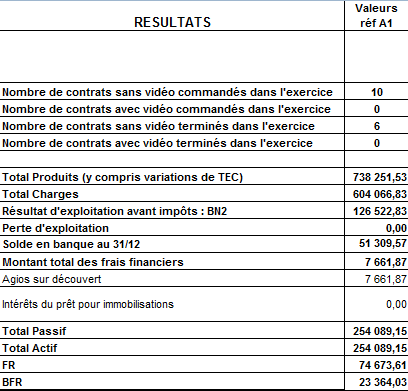 RESULTATS Valeurs réf A1
Nombre de contrats sans vidéo commandés dans l'exercice 10
Nombre de contrats avec vidéo commandés dans l'exercice 0
Nombre de contrats sans vidéo terminés dans l'exercice 6
Nombre de contrats avec vidéo terminés dans l'exercice 0
Total Produits (y compris variations de TEC) 738 251,53
Total Charges 604 066,83
Résultat d'exploitation avant impôts : BN2 126 522,83
Perte d'exploitation 0,00
Solde en banque au 31/12 51 309,57
Montant total des frais financiers 7 661,87
Agios sur découvert 7 661,87
Intérêts du prêt pour immobilisations 0,00
Total Passif 254 089,15
Total Actif 254 089,15
FR 74 673,61
BFR 23 364,03